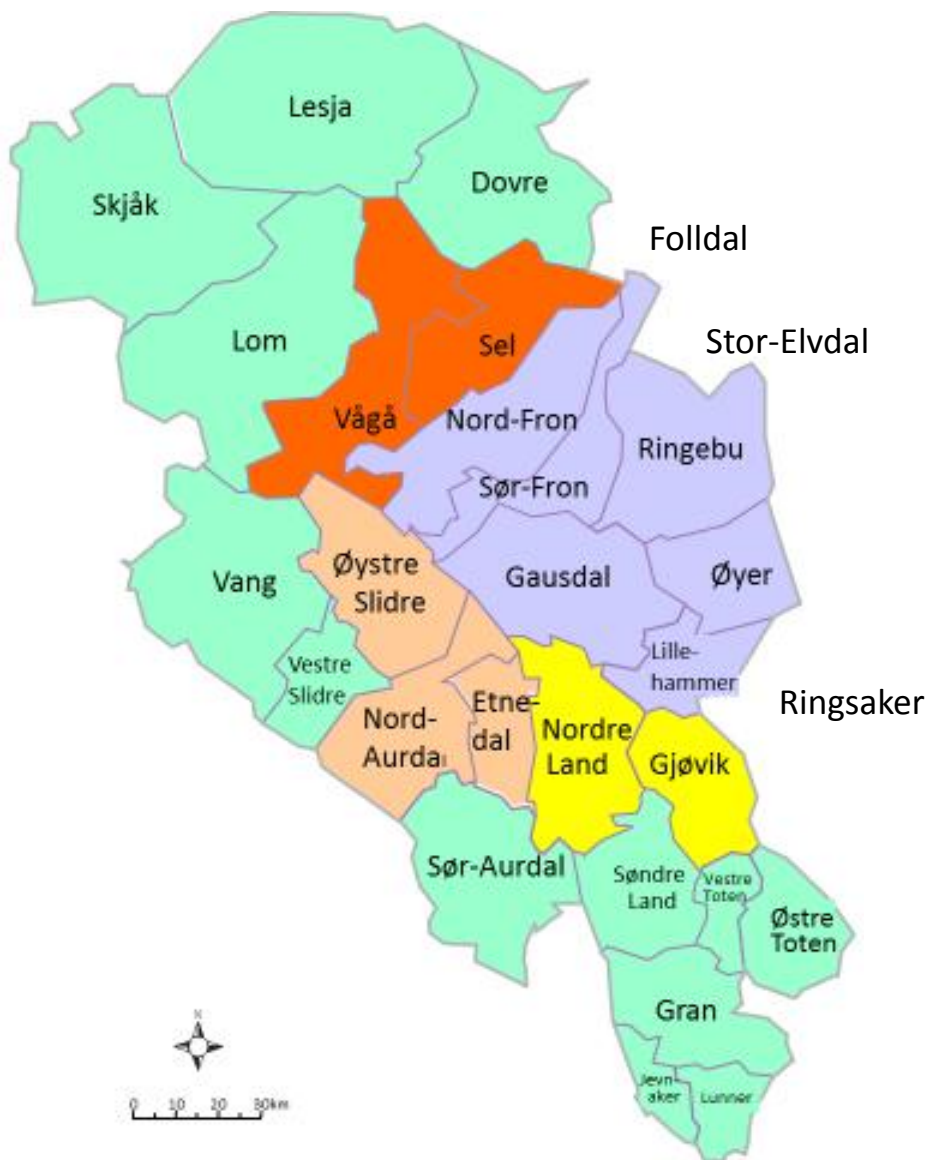 Lesja
Dovre
Skjåk
Folldal
Lom
Sel
Stor-Elvdal
Vågå
Nord-Fron
Ringebu
Sør-Fron
Vang
Øystre
Slidre
Gausdal
Øyer
Vestre
Slidre
Lille-
hammer
Ringsaker
Nord-
Aurdal
Etne-
dal
Nordre
Land
Gjøvik
Sør-Aurdal
Søndre
Land
Vestre
Toten
Østre
Toten
Gran
Jevn-
aker
Lunner
N
0 10 20 30km